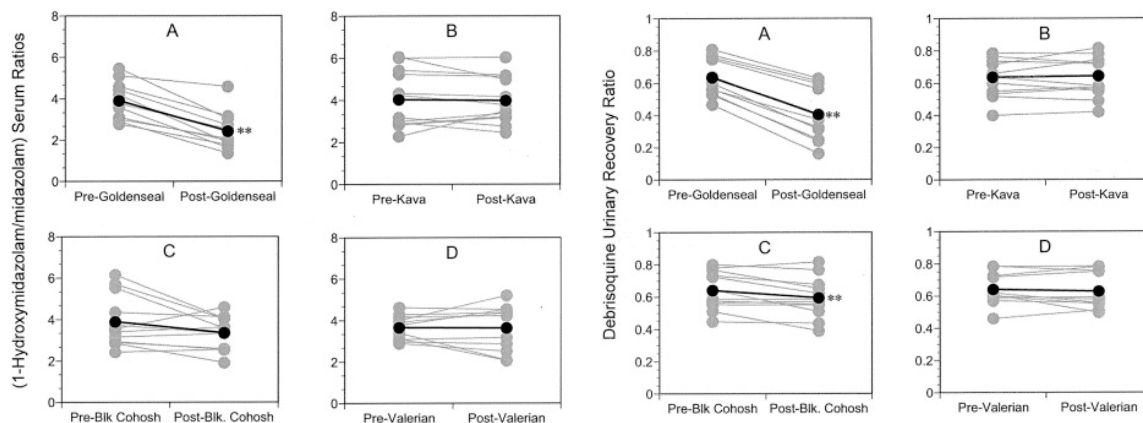 (1-Hydroxymidazolam/midazolam) Serum Ratios
A
8
6
4
2
0
**
Pre-Goldenseal Post-Goldenseal
B
8
6
4
2
0
Pre-Kava Post-Kava
C
8
6
4
2
0
Pre-Blk Cohosh Post-Blk. Cohosh
D
8
6
4
2
0
Pre-Valerian Post-Valerian
Debrisoquine Urinary Recovery Ratio
A
1
0.8
0.6
0.4
0.2
0
**
Pre-Goldenseal Post-Goldenseal
B
1
0.8
0.6
0.4
0.2
0
Pre-Kava Post-Kava
C
1
0.8
0.6
0.4
0.2
0
**
Pre-Blk Cohosh Post-Blk. Cohosh
D
1
0.8
0.6
0.4
0.2
0
Pre-Valerian Post-Valerian